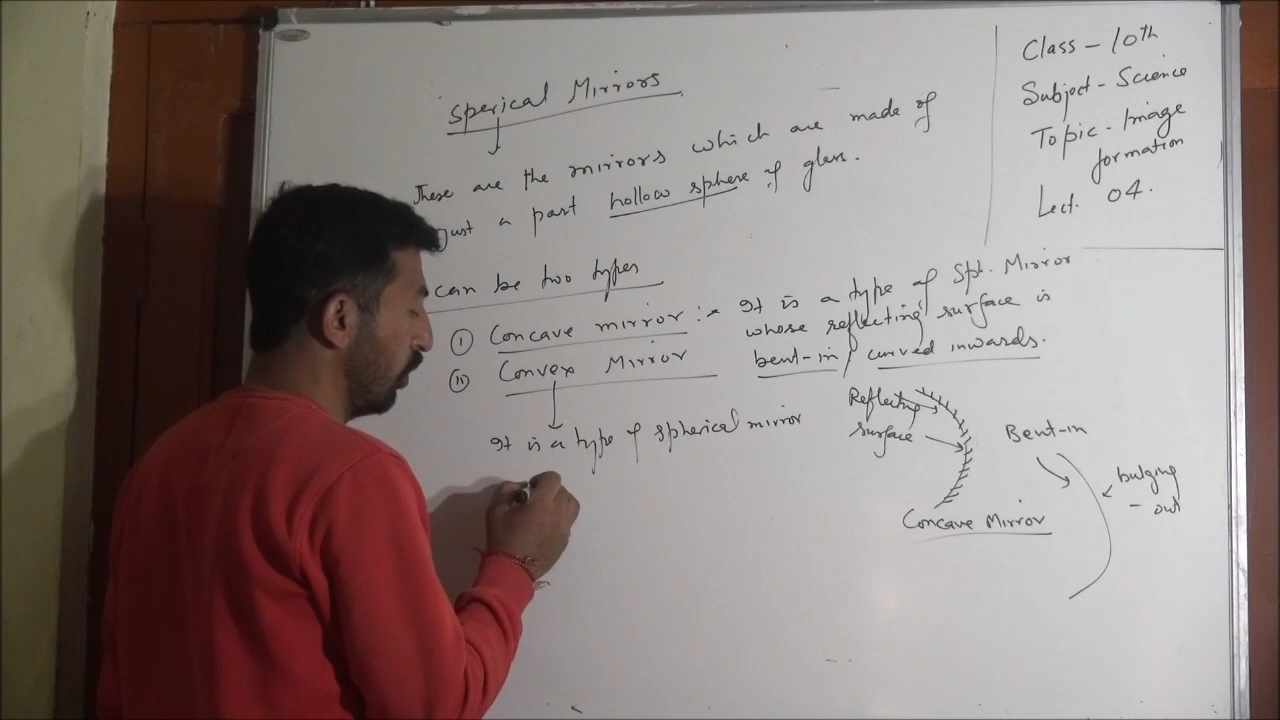 Sperical Mirrors
These are the mirrors which are made of
just a part hollow sphere of glass.
can be two types
(i) Concave mirror :- It is a type of Sph. Mirror
whose reflecting surface is
bent-in / curved inwards.
(ii) Convex Mirror
It is a type of spherical mirror
Reflecting
surface
Concave Mirror
Bent-in
bulging
- out
Class - 10th
Subject - Science
Topic - Image
formation
Lect. 04.